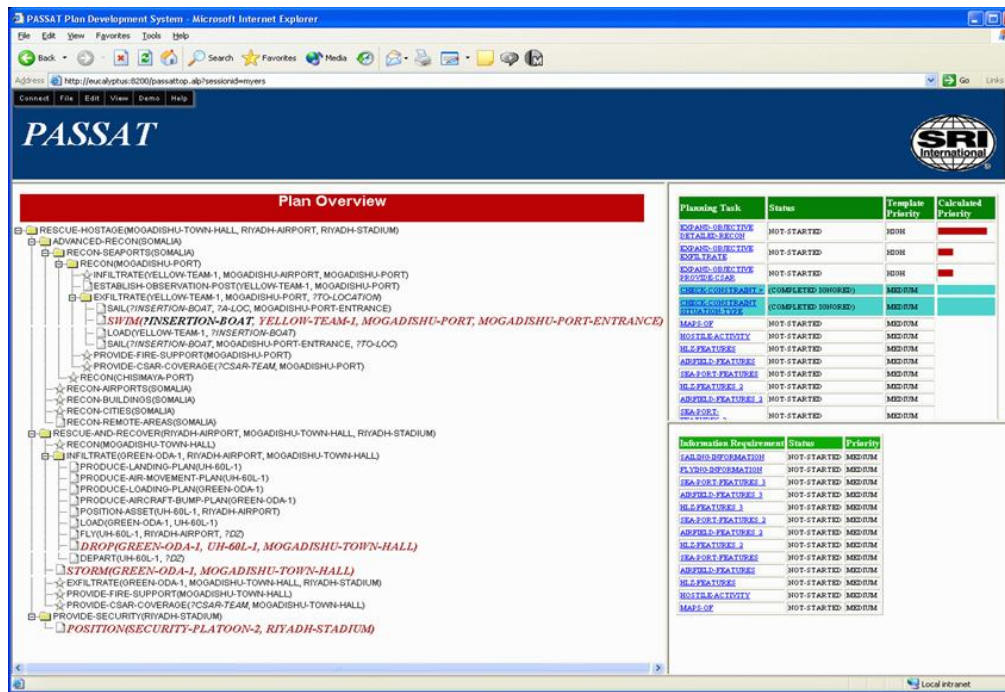 PASSAT Plan Development System - Microsoft Internet Explorer
File Edit View Favorites Tools Help
Back Search Favorites Media
Address http://eucalyptus:8200/passattop.alp?sessionid=myers Go Links
Connect File Edit View Demo Help
PASSAT
SRI
International
Plan Overview
RESCUE-HOSTAGE(MOGADISHU-TOWN-HALL, RIYADH-AIRPORT, RIYADH-STADIUM)
ADVANCED-RECON(SOMALIA)
RECON-SEAPORTS(SOMALIA)
RECON(MOGADISHU-PORT)
INFILTRATE(YELLOW-TEAM-1, MOGADISHU-AIRPORT, MOGADISHU-PORT)
ESTABLISH-OBSERVATION-POST(YELLOW-TEAM-1, MOGADISHU-PORT)
EXFILTRATE(YELLOW-TEAM-1, MOGADISHU-PORT, ?TO-LOCATION)
SAIL(?INSERTION-BOAT, ?A-LOC, MOGADISHU-PORT-ENTRANCE)
SWIM(?INSERTION-BOAT, YELLOW-TEAM-1, MOGADISHU-PORT, MOGADISHU-PORT-ENTRANCE)
LOAD(YELLOW-TEAM-1, ?INSERTION-BOAT)
SAIL(?INSERTION-BOAT, MOGADISHU-PORT-ENTRANCE, ?TO-LOC)
PROVIDE-FIRE-SUPPORT(MOGADISHU-PORT)
PROVIDE-CSAR-COVERAGE(?CSAR-TEAM, MOGADISHU-PORT)
RECON(CHISIMAYA-PORT)
RECON-AIRPORTS(SOMALIA)
RECON-BUILDINGS(SOMALIA)
RECON-CITIES(SOMALIA)
RECON-REMOTE-AREAS(SOMALIA)
RESCUE-AND-RECOVER(RIYADH-AIRPORT, MOGADISHU-TOWN-HALL, RIYADH-STADIUM)
RECON(MOGADISHU-TOWN-HALL)
INFILTRATE(GREEN-ODA-1, RIYADH-AIRPORT, MOGADISHU-TOWN-HALL)
PRODUCE-LANDING-PLAN(UH-60L-1)
PRODUCE-AIR-MOVEMENT-PLAN(UH-60L-1)
PRODUCE-LOADING-PLAN(GREEN-ODA-1)
PRODUCE-AIRCRAFT-BUMP-PLAN(GREEN-ODA-1)
POSITION-ASSET(UH-60L-1, RIYADH-AIRPORT)
LOAD(GREEN-ODA-1, UH-60L-1)
FLY(UH-60L-1, RIYADH-AIRPORT, ?DZ)
DROP(GREEN-ODA-1, UH-60L-1, MOGADISHU-TOWN-HALL)
DEPART(UH-60L-1, ?DZ)
STORM(GREEN-ODA-1, MOGADISHU-TOWN-HALL)
EXFILTRATE(GREEN-ODA-1, MOGADISHU-TOWN-HALL, RIYADH-STADIUM)
PROVIDE-FIRE-SUPPORT(MOGADISHU-TOWN-HALL)
PROVIDE-CSAR-COVERAGE(?CSAR-TEAM, MOGADISHU-TOWN-HALL)
PROVIDE-SECURITY(RIYADH-STADIUM)
POSITION(SECURITY-PLATOON-2, RIYADH-STADIUM)
Planning Task Status Template Priority Calculated Priority
EXPAND-OBJECTIVE DETAILED-RECON NOT-STARTED HIGH
EXPAND-OBJECTIVE EXFILTRATE NOT-STARTED HIGH
EXPAND-OBJECTIVE PROVIDE-CSAR NOT-STARTED HIGH
CHECK-CONSTRAINT > (COMPLETED IGNORED) MEDIUM
CHECK-CONSTRAINT SITUATION-TYPE (COMPLETED IGNORED) MEDIUM
MAPS-OF NOT-STARTED MEDIUM
HOSTILE-ACTIVITY NOT-STARTED MEDIUM
HLZ-FEATURES NOT-STARTED MEDIUM
AIRFIELD-FEATURES NOT-STARTED MEDIUM
SEA-PORT-FEATURES NOT-STARTED MEDIUM
HLZ-FEATURES 2 NOT-STARTED MEDIUM
AIRFIELD-FEATURES 2 NOT-STARTED MEDIUM
SEA-PORT- NOT-STARTED MEDIUM
Information Requirement Status Priority
SAILING-INFORMATION NOT-STARTED MEDIUM
FLYING-INFORMATION NOT-STARTED MEDIUM
SEA-PORT-FEATURES 3 NOT-STARTED MEDIUM
AIRFIELD-FEATURES 3 NOT-STARTED MEDIUM
HLZ-FEATURES 3 NOT-STARTED MEDIUM
SEA-PORT-FEATURES 2 NOT-STARTED MEDIUM
AIRFIELD-FEATURES 2 NOT-STARTED MEDIUM
HLZ-FEATURES 2 NOT-STARTED MEDIUM
SEA-PORT-FEATURES NOT-STARTED MEDIUM
AIRFIELD-FEATURES NOT-STARTED MEDIUM
HLZ-FEATURES NOT-STARTED MEDIUM
HOSTILE-ACTIVITY NOT-STARTED MEDIUM
MAPS-OF NOT-STARTED MEDIUM
Local intranet